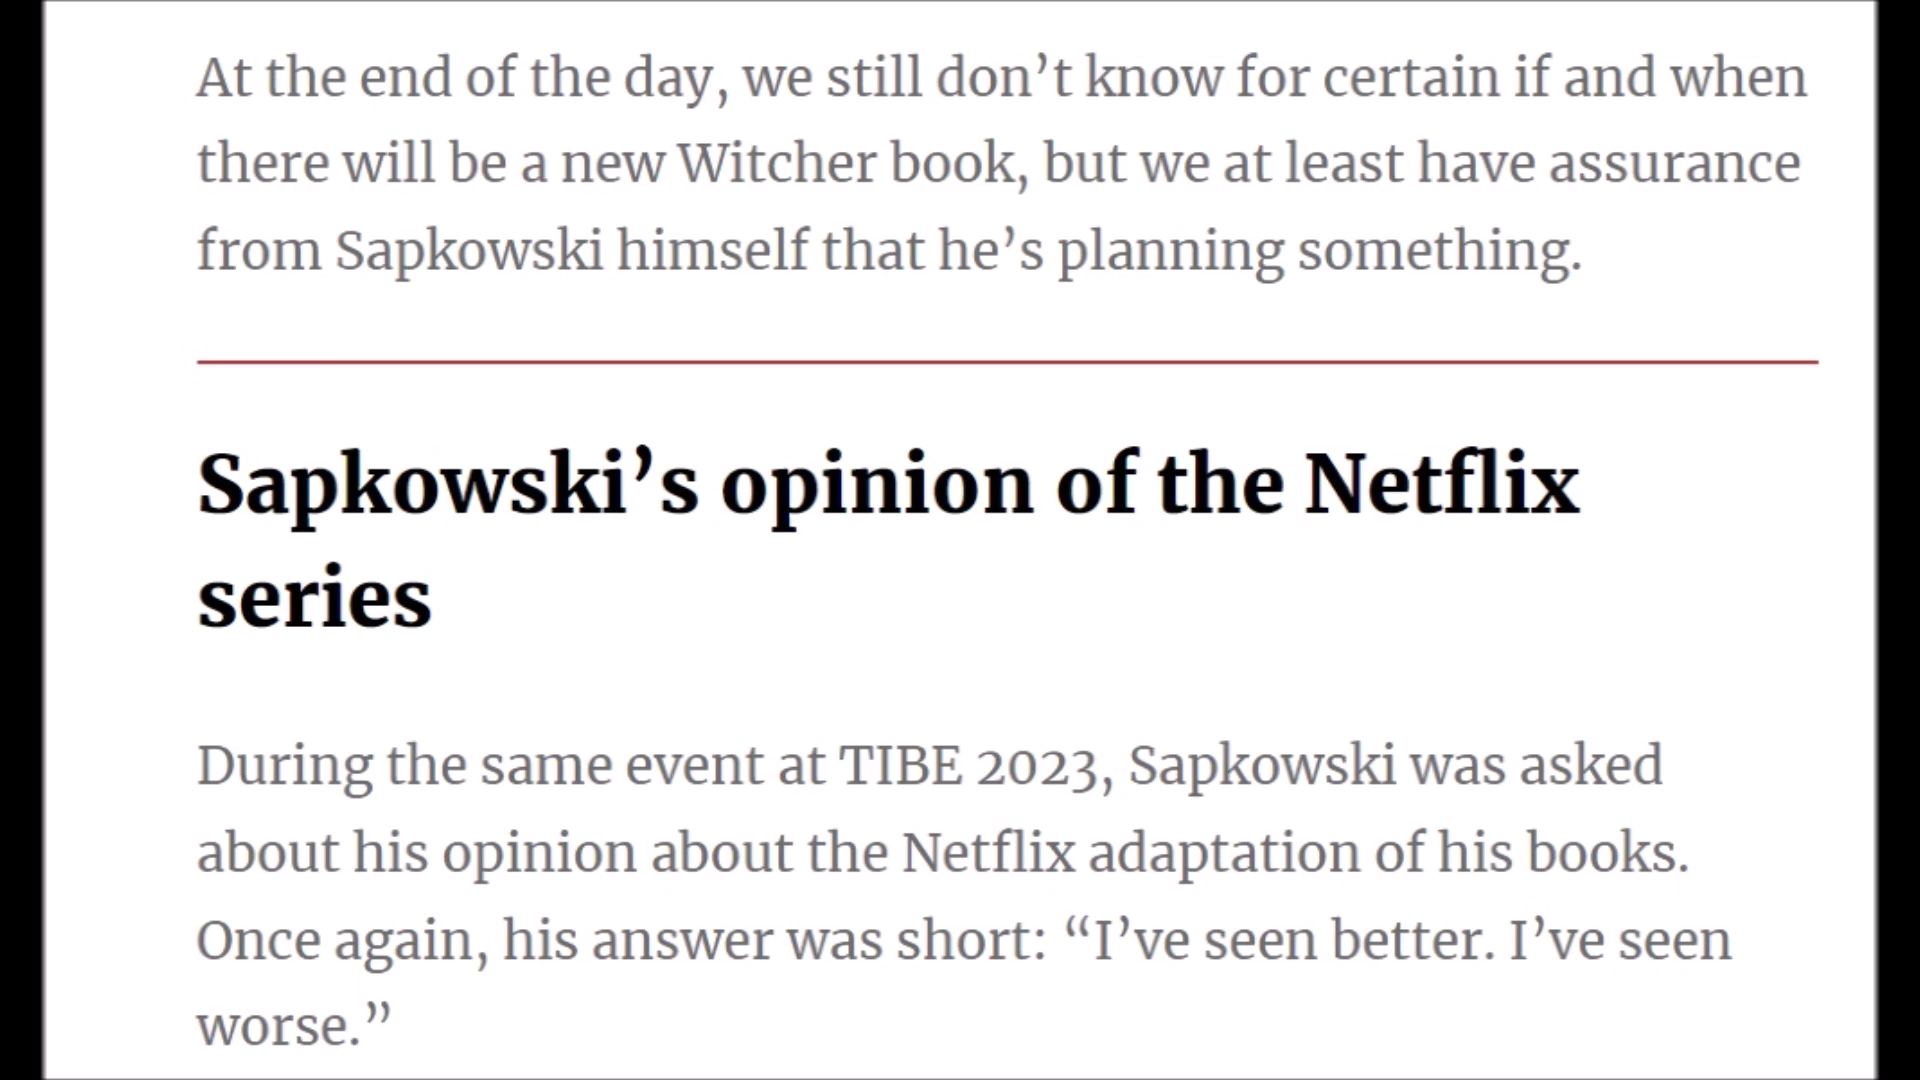 At the end of the day, we still don’t know for certain if and when
there will be a new Witcher book, but we at least have assurance
from Sapkowski himself that he’s planning something.
Sapkowski’s opinion of the Netflix
series
During the same event at TIBE 2023, Sapkowski was asked
about his opinion about the Netflix adaptation of his books.
Once again, his answer was short: “I’ve seen better. I’ve seen
worse.”